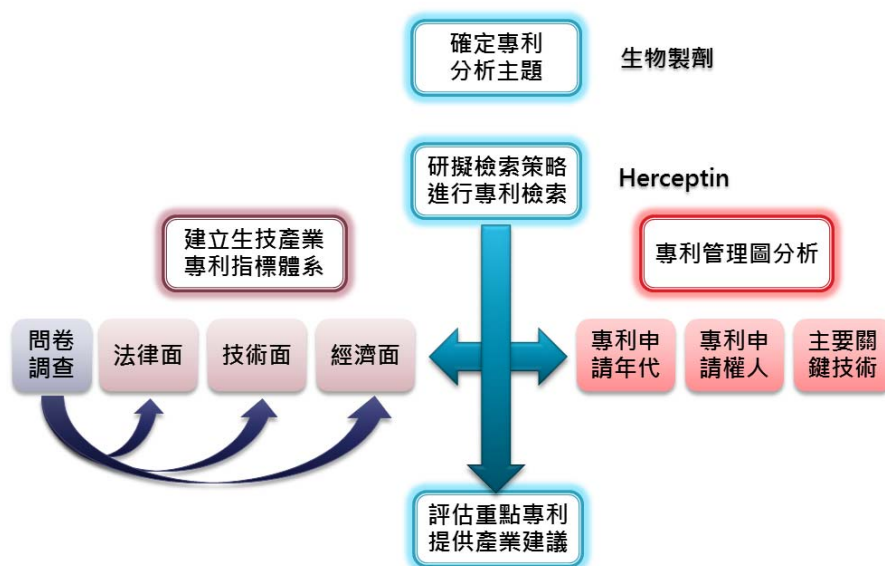 確定專利
分析主題
生物製劑
研擬檢索策略
進行專利檢索
Herceptin
建立生技產業
專利指標體系
專利管理圖分析
問卷
調查
法律面
技術面
經濟面
專利申
請年代
專利申
請權人
主要關
鍵技術
評估重點專利
提供產業建議